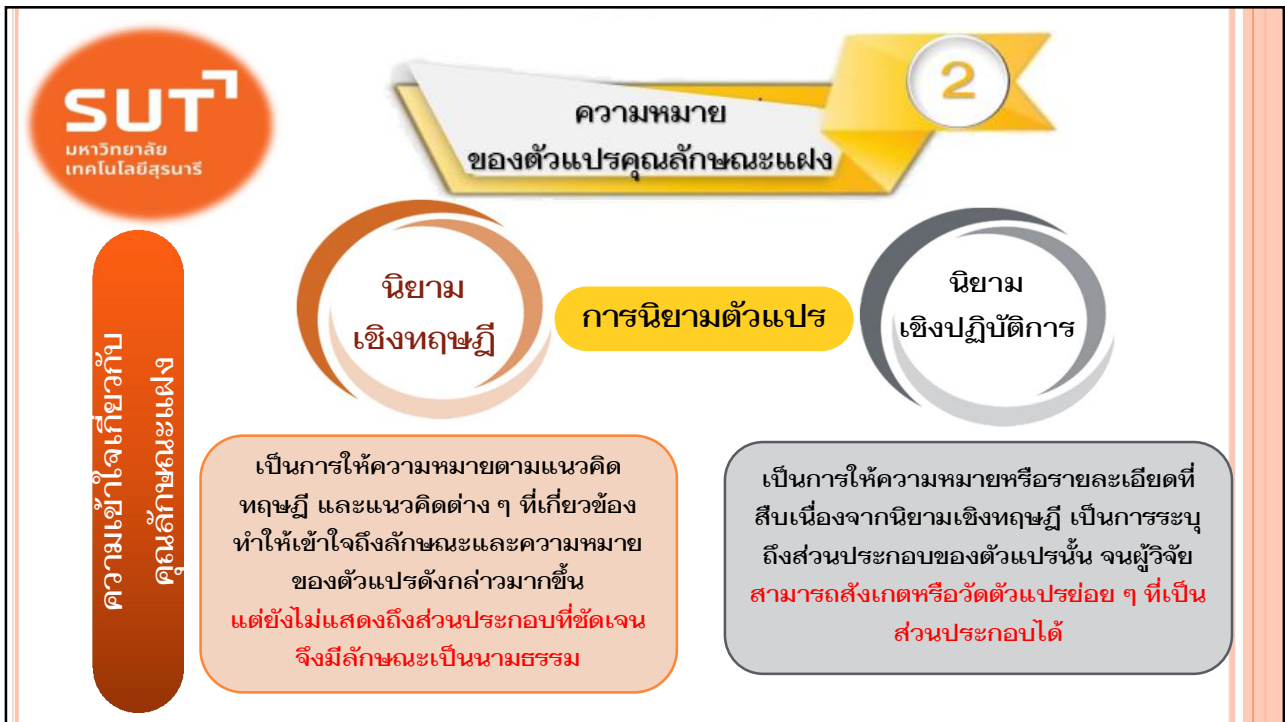 SUT
มหาวิทยาลัย
เทคโนโลยีสุรนารี
ความหมาย
ของตัวแปรคุณลักษณะแฝง
2
ความเข้าใจเกี่ยวกับ
คุณลักษณะแฝง
นิยาม
เชิงทฤษฎี
การนิยามตัวแปร
นิยาม
เชิงปฏิบัติการ
เป็นการให้ความหมายตามแนวคิด
ทฤษฎี และแนวคิดต่าง ๆ ที่เกี่ยวข้อง
ทำให้เข้าใจถึงลักษณะและความหมาย
ของตัวแปรดังกล่าวมากขึ้น
แต่ยังไม่แสดงถึงส่วนประกอบที่ชัดเจน
จึงมีลักษณะเป็นนามธรรม
เป็นการให้ความหมายหรือรายละเอียดที่
สืบเนื่องจากนิยามเชิงทฤษฎี เป็นการระบุ
ถึงส่วนประกอบของตัวแปรนั้น จนผู้วิจัย
สามารถสังเกตหรือวัดตัวแปรย่อย ๆ ที่เป็น
ส่วนประกอบได้